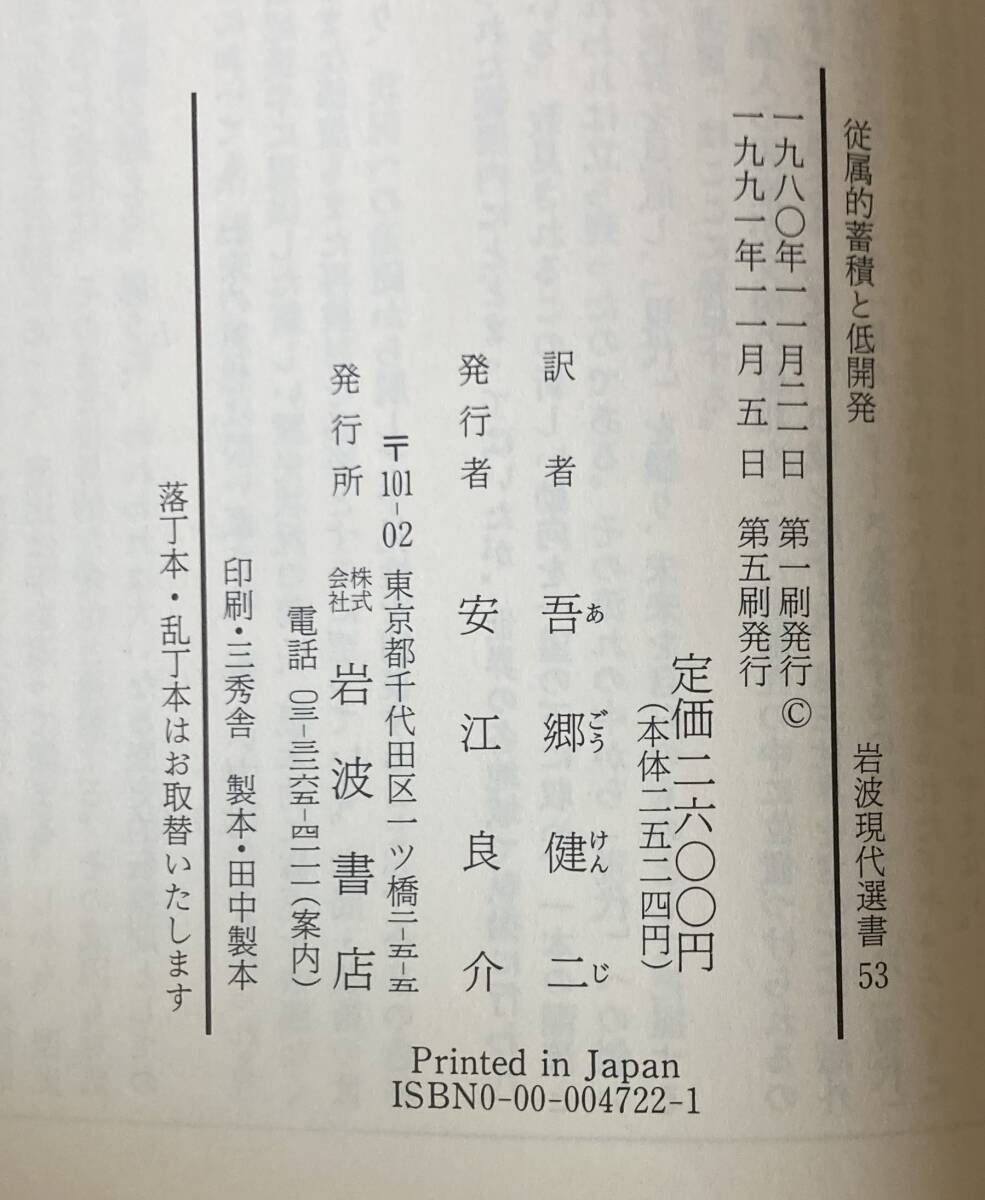 従属的蓄積と低開発　岩波現代選書 53
一九八〇年一一月二一日　第一刷発行 ©
一九九一年一一月 五 日　第五刷発行
定価二六〇〇円
(本体二五二四円)
訳者　吾郷健二
あごうけんじ
発行者　安江良介
〒101-02 東京都千代田区一ツ橋二-五-五
発行所　株式会社 岩波書店
電話 〇三-三二六五-四一一一(案内)
印刷・三秀舎　製本・田中製本
落丁本・乱丁本はお取替いたします
Printed in Japan
ISBN0-00-004722-1